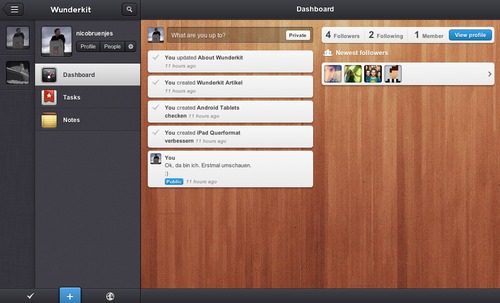 Wunderkit
Dashboard
nicobruenjes
Profile
People
Dashboard
Tasks
Notes
What are you up to?
Private
You updated About Wunderkit
11 hours ago
You created Wunderkit Artikel
11 hours ago
You created Android Tablets
checken 11 hours ago
You created iPad Querformat
verbessern 11 hours ago
You
Ok, da bin ich. Erstmal umschauen.
:)
Public 11 hours ago
4 Followers
2 Following
1 Member
View profile
Newest followers